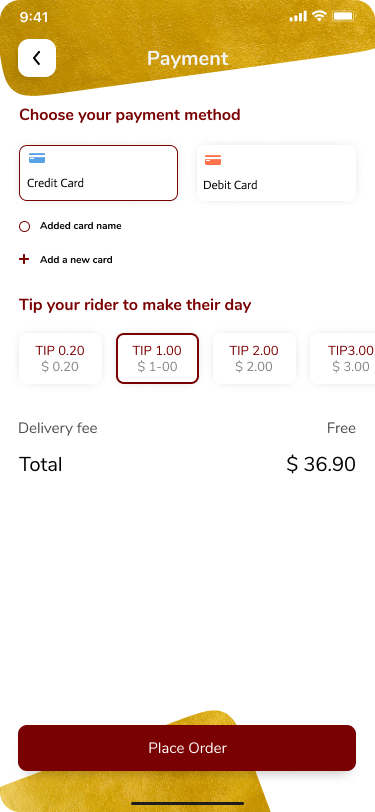 9:41
Payment
Choose your payment method
Credit Card
Debit Card
Added card name
+ Add a new card
Tip your rider to make their day
TIP 0.20 TIP 1.00 TIP 2.00 TIP3.00
$ 0.20 $ 1-00 $ 2.00 $ 3.00
Delivery fee Free
Total $ 36.90
Place Order